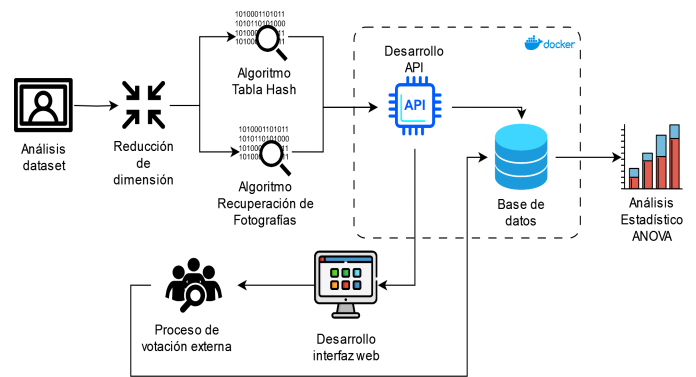 1010001101011
1010110101000
Algoritmo
Tabla Hash
Análisis
dataset
Reducción
de
dimensión
1010001101011
1010110101000
Algoritmo
Recuperación de
Fotografías
docker
Desarrollo
API
API
Base de
datos
Análisis
Estadístico
ANOVA
Proceso de
votación externa
Desarrollo
interfaz web